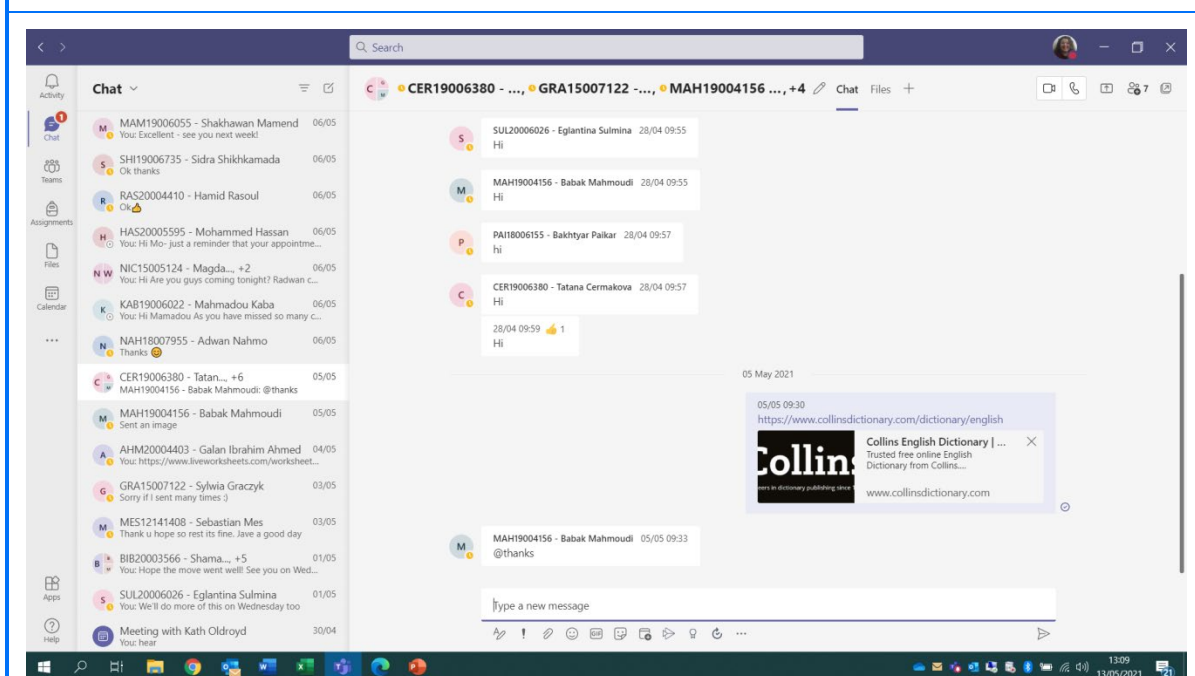 Search
Activity
Chat
Teams
Assignments
Files
Calendar
Apps
Help
Chat
MAM19006055 - Shakhawan Mamend 06/05
You: Excellent - see you next week!
SHI19006735 - Sidra Shikhkamada 06/05
Ok thanks
RAS20004410 - Hamid Rasoul 06/05
Ok👍
HAS20005595 - Mohammed Hassan 06/05
You: Hi Mo- just a reminder that your appointme...
NIC15005124 - Magda..., +2 06/05
You: Hi Are you guys coming tonight? Radwan c...
KAB19006022 - Mahmadou Kaba 06/05
You: Hi Mamadou As you have missed so many c...
NAH18007955 - Adwan Nahmo 06/05
Thanks 😊
CER19006380 - Tatan..., +6 05/05
MAH19004156 - Babak Mahmoudi: @thanks
MAH19004156 - Babak Mahmoudi 05/05
Sent an image
AHM20004403 - Galan Ibrahim Ahmed 04/05
You: https://www.liveworksheets.com/worksheet...
GRA15007122 - Sylwia Graczyk 03/05
Sorry if I sent many times :)
MES12141408 - Sebastian Mes 03/05
Thank u hope so rest its fine. Jave a good day
BIB20003566 - Shama..., +5 01/05
You: Hope the move went well! See you on Wed...
SUL20006026 - Eglantina Sulmina 01/05
You: We'll do more of this on Wednesday too
Meeting with Kath Oldroyd 30/04
You: hear
CER19006380 - ..., GRA15007122 -..., MAH19004156 ..., +4 Chat Files 7
SUL20006026 - Eglantina Sulmina 28/04 09:55
Hi
MAH19004156 - Babak Mahmoudi 28/04 09:55
Hi
PAI18006155 - Bakhtyar Paikar 28/04 09:57
hi
CER19006380 - Tatana Cermakova 28/04 09:57
Hi
28/04 09:59 👍 1
Hi
05 May 2021
05/05 09:30
https://www.collinsdictionary.com/dictionary/english
Collins English Dictionary | ...
Trusted free online English
Dictionary from Collins....
www.collinsdictionary.com
MAH19004156 - Babak Mahmoudi 05/05 09:33
@thanks
Type a new message
GIF
13:09
13/05/2021